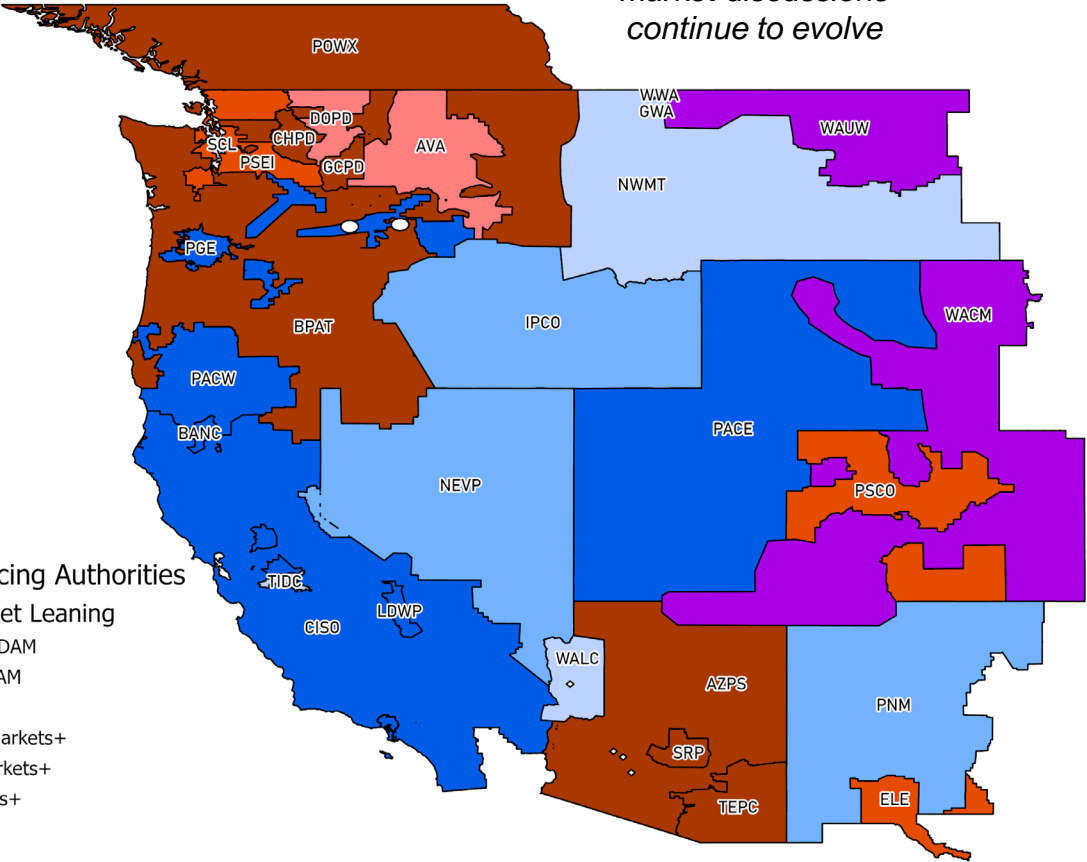 continue to evolve
POWX
WWA
GWA
WAUW
DOPD
SCL
CHPD
AVA
PSEI
GCPD
NWMT
PGE
WACM
IPCO
BPAT
PACW
PACE
BANC
NEVP
PSCO
cing Authorities
TIDC
ket Leaning
LDWP
CISO
DAM
WALC
AM
AZPS
PNM
arkets+
SRP
rkets+
s+
ELE
TEPC